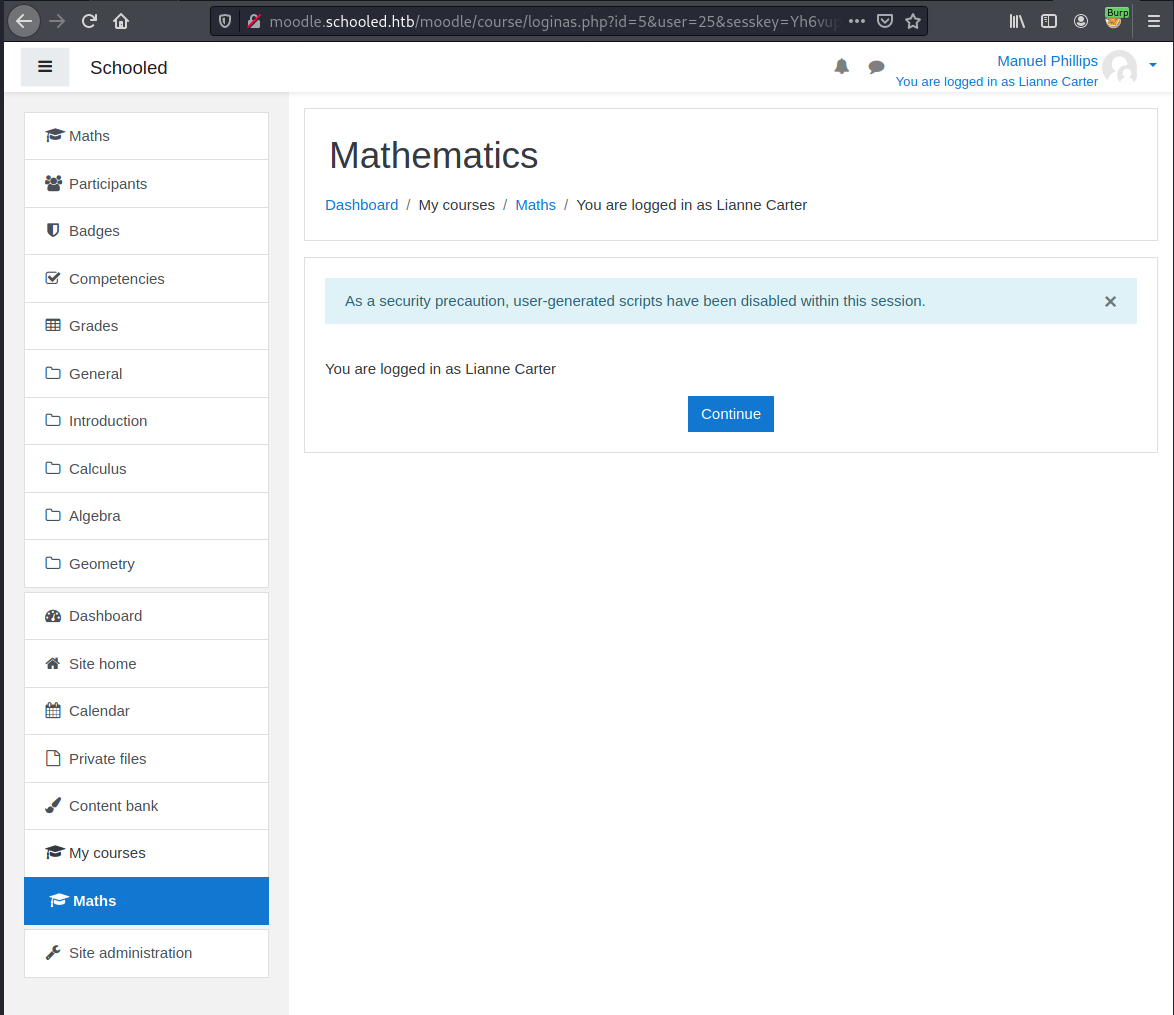 moodle.schooled.htb/moodle/course/loginas.php?id=5&user=25&sesskey=Yh6vup
Burp
Schooled
Manuel Phillips
You are logged in as Lianne Carter
Maths
Participants
Badges
Competencies
Grades
General
Introduction
Calculus
Algebra
Geometry
Dashboard
Site home
Calendar
Private files
Content bank
My courses
Maths
Site administration
Mathematics
Dashboard / My courses / Maths / You are logged in as Lianne Carter
As a security precaution, user-generated scripts have been disabled within this session. ×
You are logged in as Lianne Carter
Continue